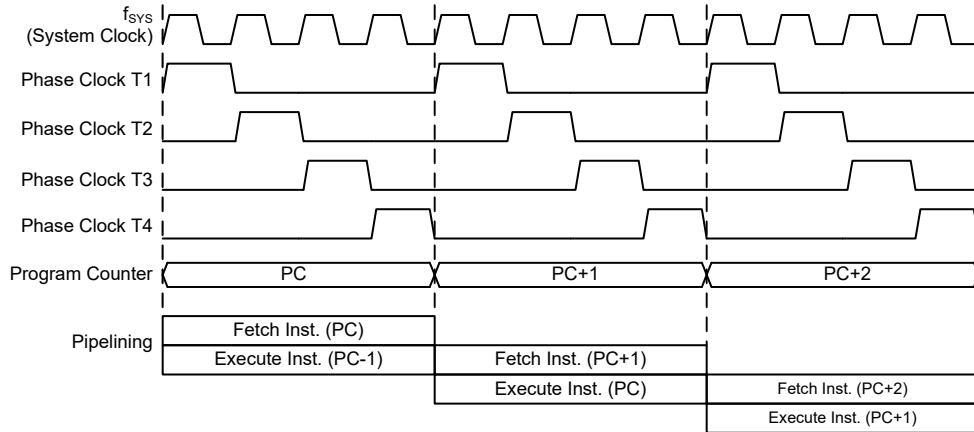 fSYS
(System Clock)
Phase Clock T1
Phase Clock T2
Phase Clock T3
Phase Clock T4
Program Counter
PC
PC+1
PC+2
Pipelining
Fetch Inst. (PC)
Execute Inst. (PC-1)
Fetch Inst. (PC+1)
Execute Inst. (PC)
Fetch Inst. (PC+2)
Execute Inst. (PC+1)